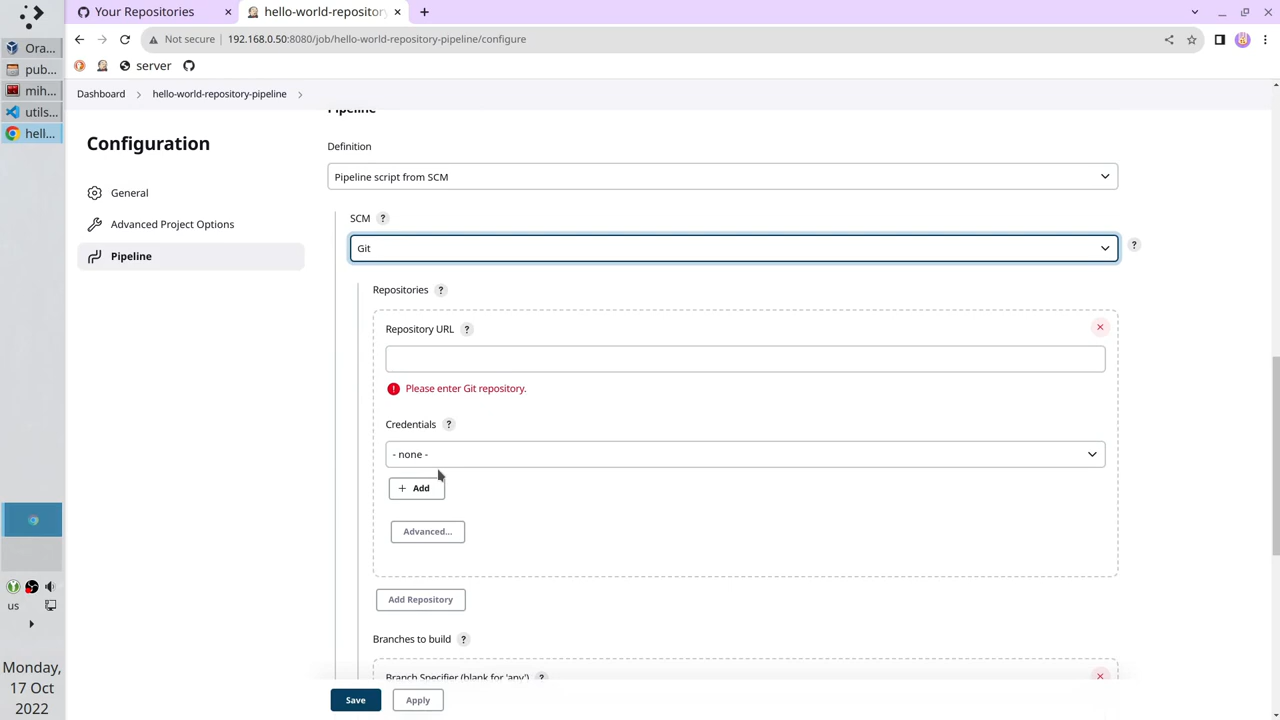 Your Repositories
hello-world-repository
Not secure
192.168.0.50:8080/job/hello-world-repository-pipeline/configure
server
Ora...
pub...
mih...
utils...
hell...
Dashboard
hello-world-repository-pipeline
Configuration
General
Advanced Project Options
Pipeline
Pipeline
Definition
Pipeline script from SCM
SCM ?
Git
?
Repositories ?
Repository URL ?
Please enter Git repository.
Credentials ?
- none -
+ Add
Advanced...
Add Repository
Branches to build ?
Branch Specifier (blank for 'any') ?
Save
Apply
us
Monday,
17 Oct
2022